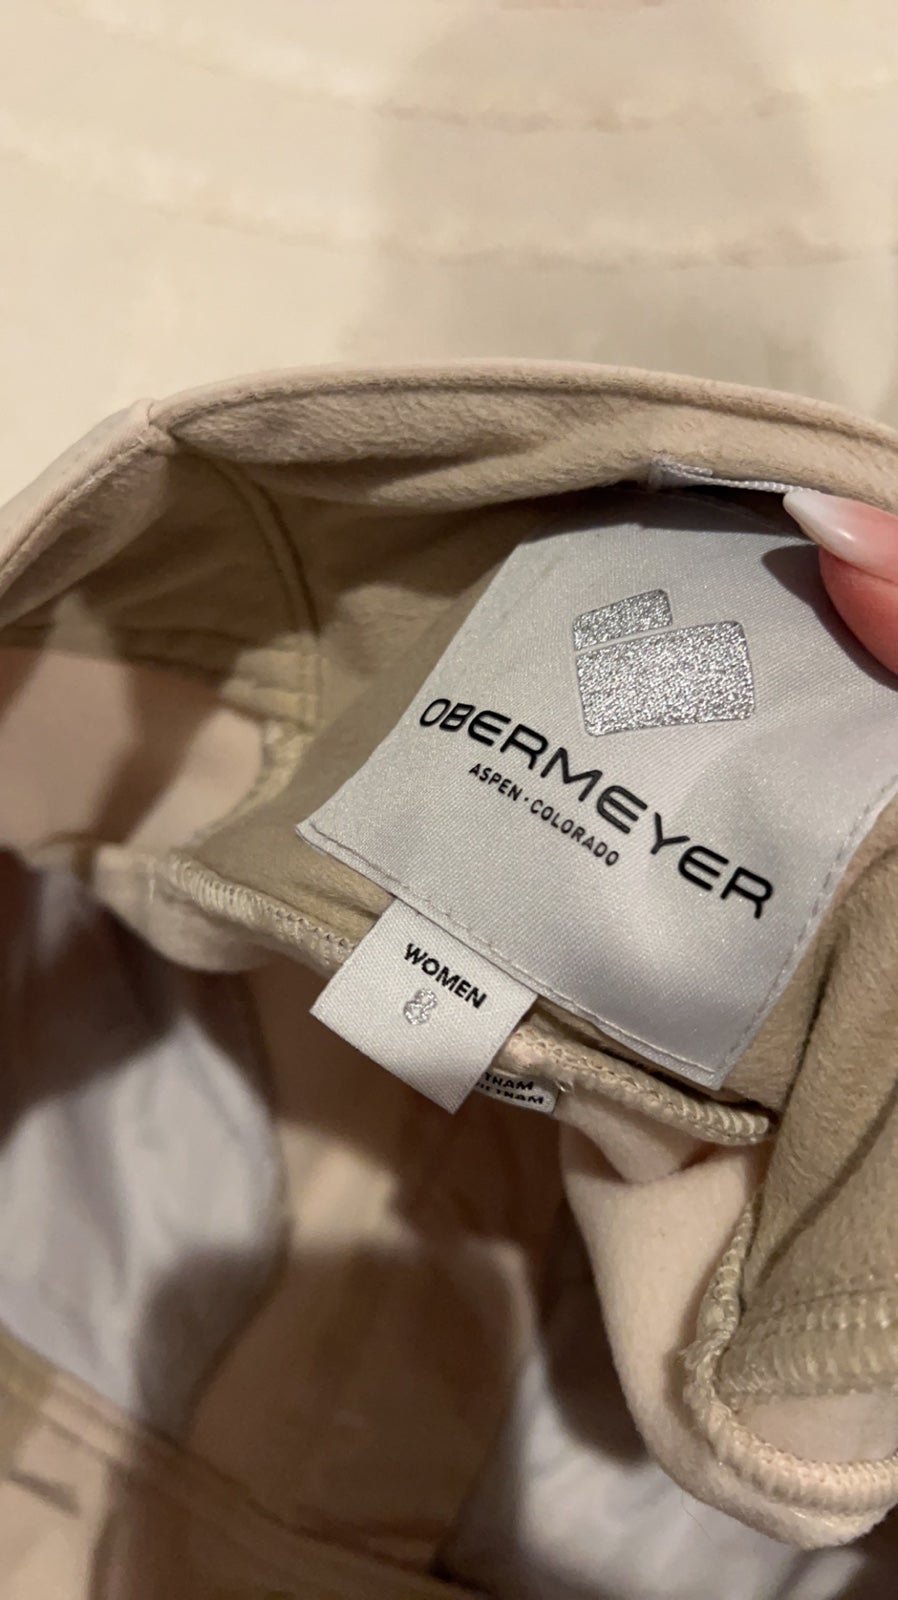 OBERMEYER
ASPEN · COLORADO
WOMEN
8